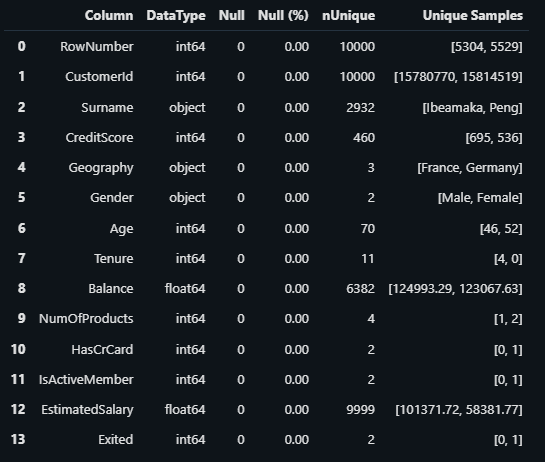 Column DataType Null Null (%) nUnique Unique Samples
0 RowNumber int64 0 0.00 10000 [5304, 5529]
1 CustomerId int64 0 0.00 10000 [15780770, 15814519]
2 Surname object 0 0.00 2932 [Ibeamaka, Peng]
3 CreditScore int64 0 0.00 460 [695, 536]
4 Geography object 0 0.00 3 [France, Germany]
5 Gender object 0 0.00 2 [Male, Female]
6 Age int64 0 0.00 70 [46, 52]
7 Tenure int64 0 0.00 11 [4, 0]
8 Balance float64 0 0.00 6382 [124993.29, 123067.63]
9 NumOfProducts int64 0 0.00 4 [1, 2]
10 HasCrCard int64 0 0.00 2 [0, 1]
11 IsActiveMember int64 0 0.00 2 [0, 1]
12 EstimatedSalary float64 0 0.00 9999 [101371.72, 58381.77]
13 Exited int64 0 0.00 2 [0, 1]